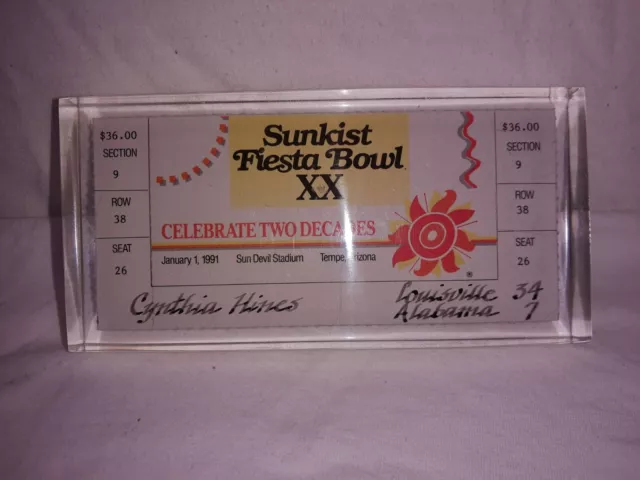 $36.00
SECTION
9
ROW
38
SEAT
26
Sunkist
Fiesta Bowl
XX
CELEBRATE TWO DECADES
January 1, 1991 Sun Devil Stadium Tempe, Arizona
®
$36.00
SECTION
9
ROW
38
SEAT
26
Cynthia Hines
Louisville 34
Alabama 7